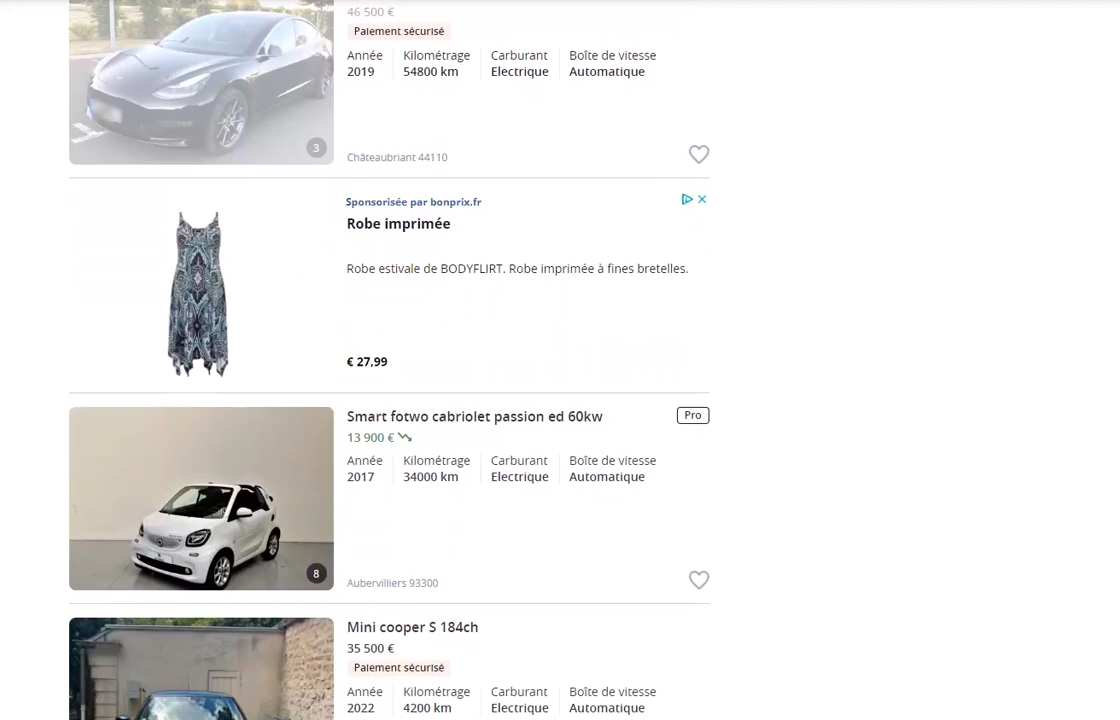 46 500 €
Paiement sécurisé
Année Kilométrage Carburant Boîte de vitesse
2019 54800 km Electrique Automatique
3
Châteaubriant 44110
Sponsorisée par bonprix.fr
Robe imprimée
Robe estivale de BODYFLIRT. Robe imprimée à fines bretelles.
€ 27,99
Smart fotwo cabriolet passion ed 60kw
Pro
13 900 €
Année Kilométrage Carburant Boîte de vitesse
2017 34000 km Electrique Automatique
8
Aubervilliers 93300
Mini cooper S 184ch
35 500 €
Paiement sécurisé
Année Kilométrage Carburant Boîte de vitesse
2022 4200 km Electrique Automatique